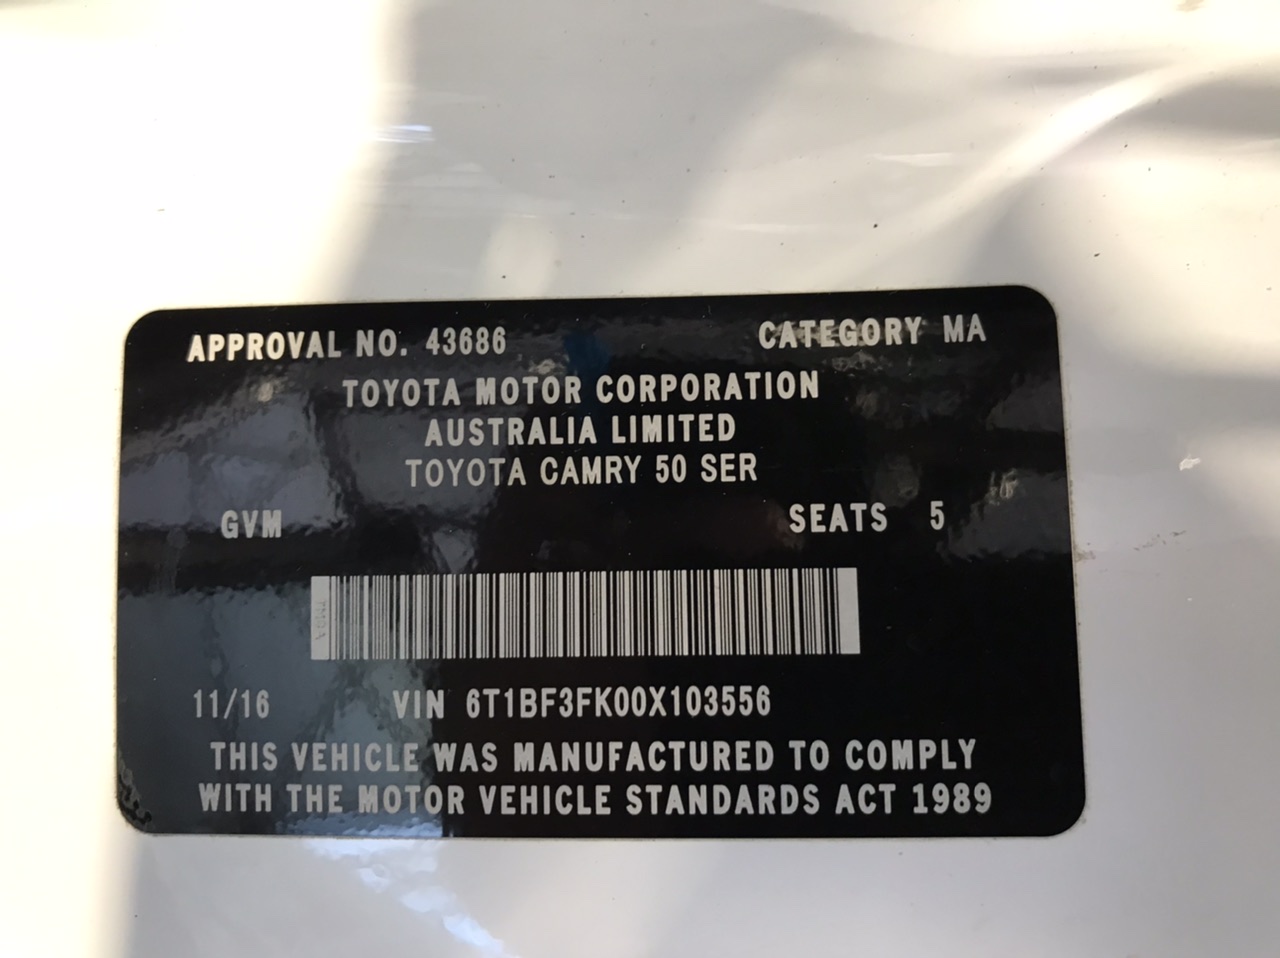 APPROVAL NO. 43686 CATEGORY MA
TOYOTA MOTOR CORPORATION
AUSTRALIA LIMITED
TOYOTA CAMRY 50 SER
GVM SEATS 5
11/16 VIN 6T1BF3FK00X103556
THIS VEHICLE WAS MANUFACTURED TO COMPLY
WITH THE MOTOR VEHICLE STANDARDS ACT 1989